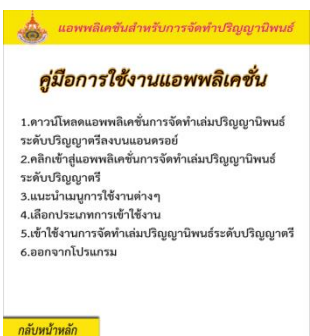 แอพพลิเคชันสำหรับการจัดทำปริญญานิพนธ์
คู่มือการใช้งานแอพพลิเคชั่น
1.ดาวน์โหลดแอพพลิเคชั่นการจัดทำเล่มปริญญานิพนธ์
ระดับปริญญาตรีลงบนแอนดรอย์
2.คลิกเข้าสู่แอพพลิเคชั่นการจัดทำเล่มปริญญานิพนธ์
ระดับปริญญาตรี
3.แนะนำเมนูการใช้งานต่างๆ
4.เลือกประเภทการเข้าใช้งาน
5.เข้าใช้งานการจัดทำเล่มปริญญานิพนธ์ระดับปริญญาตรี
6.ออกจากโปรแกรม
กลับหน้าหลัก